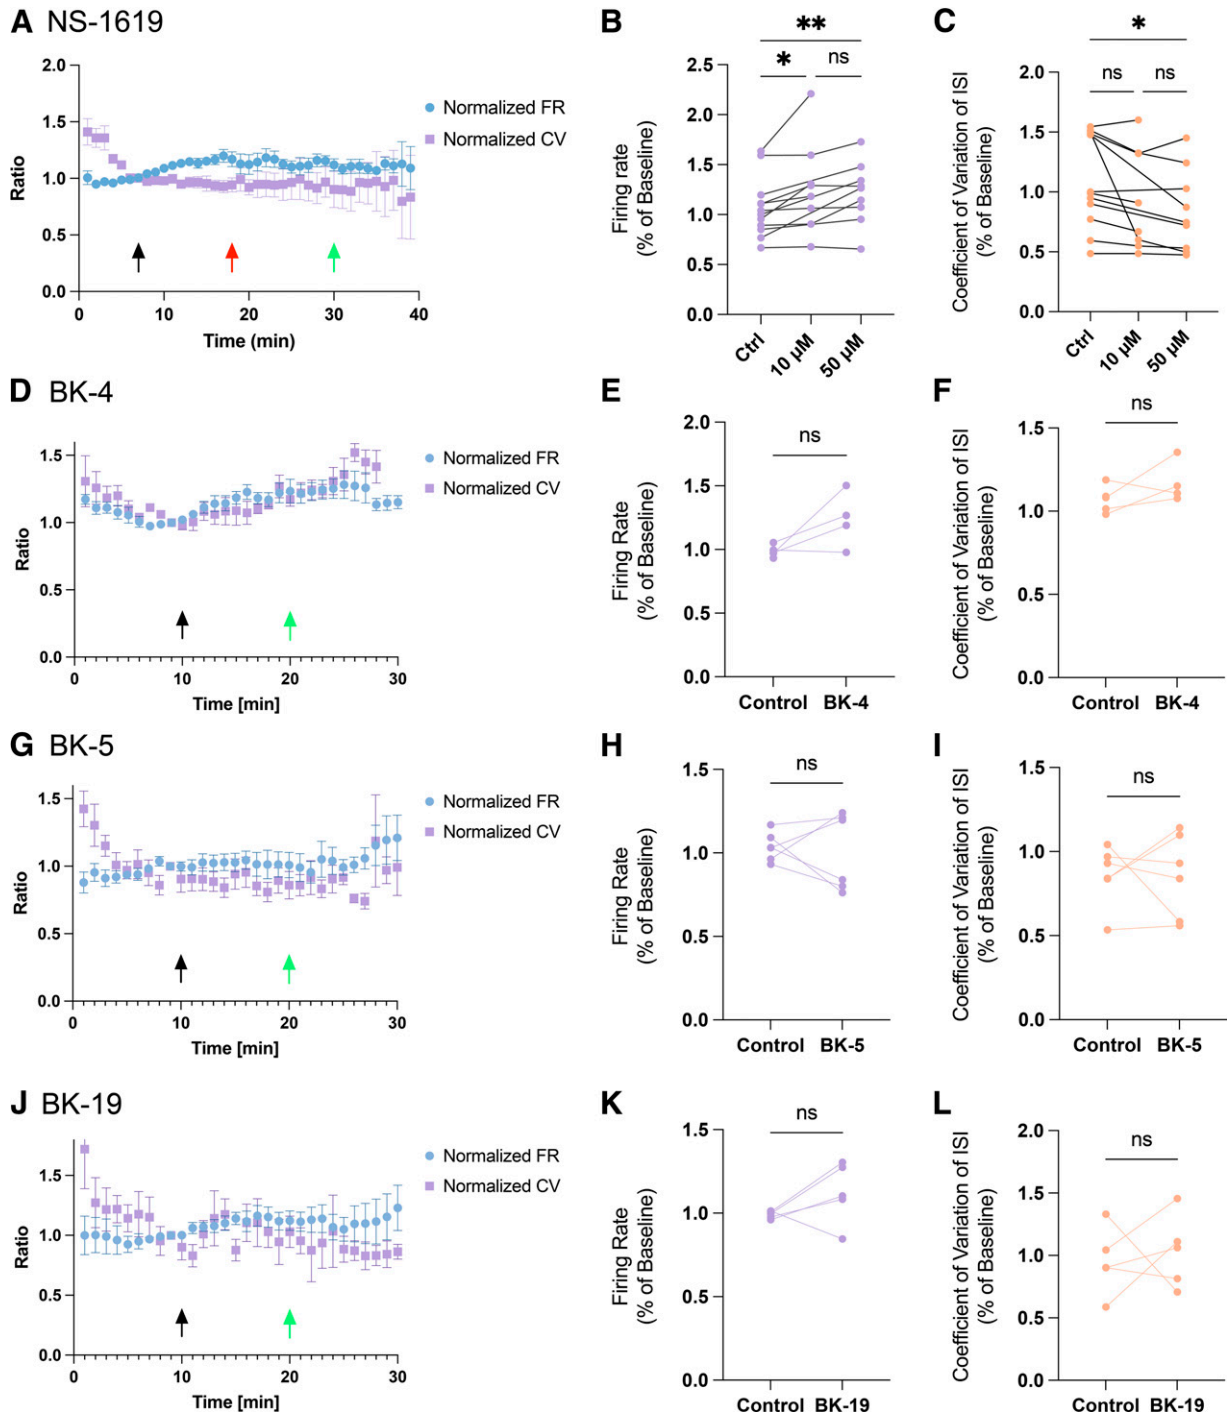 A NS-1619
2.0
1.5
1.0
0.5
0.0
Ratio
0
10
20
30
40
Time (min)
Normalized FR
Normalized CV
B
**
*
ns
2.5
2.0
1.5
1.0
0.5
0.0
Firing rate
(% of Baseline)
Ctrl
10 µM
50 µM
C
*
ns
ns
2.0
1.5
1.0
0.5
0.0
Coefficient of Variation of ISI
(% of Baseline)
Ctrl
10 µM
50 µM
D BK-4
1.5
1.0
0.5
0.0
Ratio
0
10
20
30
Time [min]
Normalized FR
Normalized CV
E
ns
2.0
1.5
1.0
0.5
0.0
Firing Rate
(% of Baseline)
Control BK-4
F
ns
1.5
1.0
0.5
0.0
Coefficient of Variation of ISI
(% of Baseline)
Control BK-4
G BK-5
1.5
1.0
0.5
0.0
Ratio
0
10
20
30
Time [min]
Normalized FR
Normalized CV
H
ns
1.5
1.0
0.5
0.0
Firing Rate
(% of Baseline)
Control BK-5
I
ns
1.5
1.0
0.5
0.0
Coefficient of Variation of ISI
(% of Baseline)
Control BK-5
J BK-19
1.5
1.0
0.5
0.0
Ratio
0
10
20
30
Time [min]
Normalized FR
Normalized CV
K
ns
1.5
1.0
0.5
0.0
Firing Rate
(% of Baseline)
Control BK-19
L
ns
2.0
1.5
1.0
0.5
0.0
Coefficient of Variation of ISI
(% of Baseline)
Control BK-19